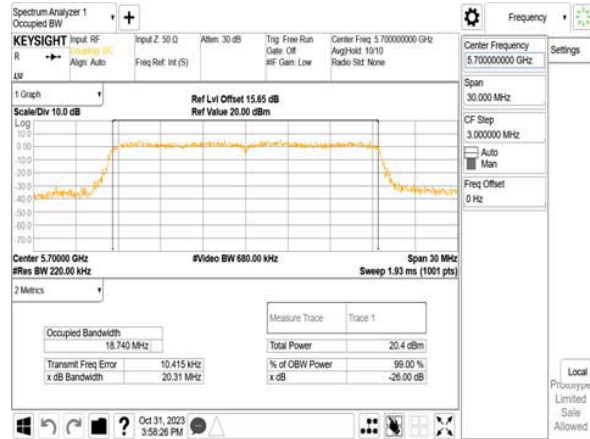 Spectrum Analyzer 1
Occupied BW
Frequency
KEYSIGHT
Input: RF
Coupling: DC
Align: Auto
Input Z: 50 Ω
Freq Ref: Int (S)
Atten: 30 dB
Trig: Free Run
Gate: Off
#IF Gain: Low
Center Freq: 5.700000000 GHz
Avg|Hold: 10/10
Radio Std: None
R
Center Frequency
5.700000000 GHz
Settings
Span
30.000 MHz
CF Step
3.000000 MHz
Auto
Man
Freq Offset
0 Hz
1 Graph
Scale/Div 10.0 dB
Ref Lvl Offset 15.65 dB
Ref Value 20.00 dBm
Log
10.0
0.00
-10.0
-20.0
-30.0
-40.0
-50.0
-60.0
-70.0
Center 5.70000 GHz
#Video BW 680.00 kHz
Span 30 MHz
#Res BW 220.00 kHz
Sweep 1.93 ms (1001 pts)
2 Metrics
Measure Trace
Trace 1
Occupied Bandwidth
18.740 MHz
Total Power
20.4 dBm
Transmit Freq Error
10.415 kHz
% of OBW Power
99.00 %
x dB Bandwidth
20.31 MHz
x dB
-26.00 dB
Local
Prototype
Limited
Sale
Allowed
Oct 31, 2023
3:58:26 PM